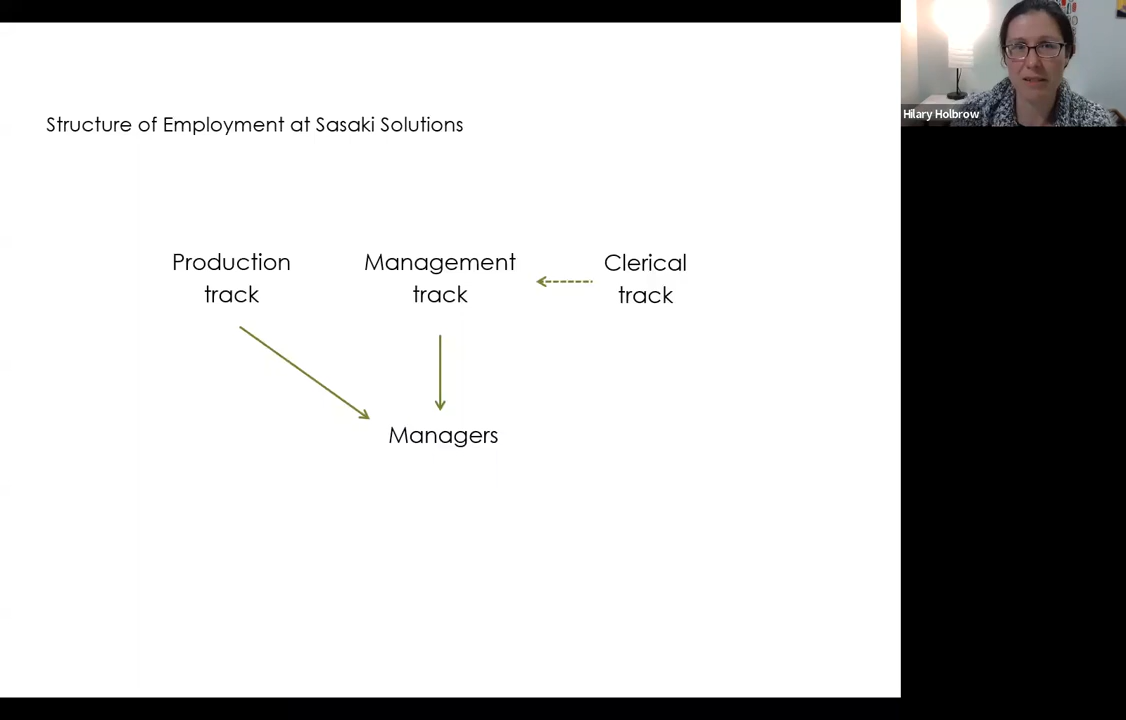 Structure of Employment at Sasaki Solutions
Production
track
Management
track
Clerical
track
Managers
Hilary Holbrow